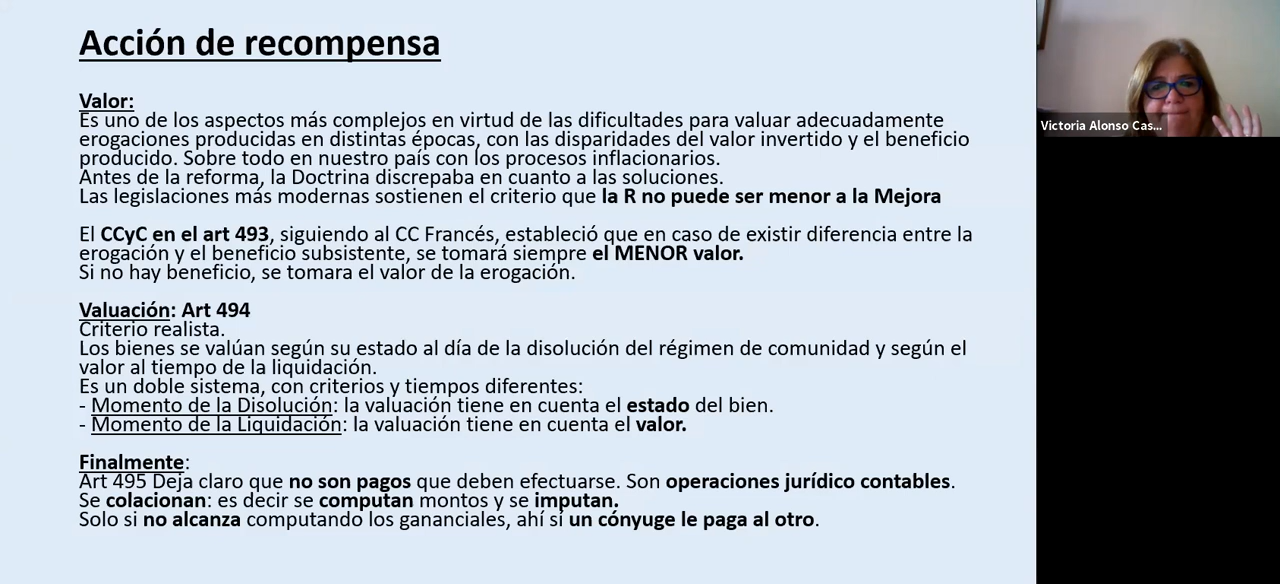 Acción de recompensa
Valor:
Es uno de los aspectos más complejos en virtud de las dificultades para valuar adecuadamente
erogaciones producidas en distintas épocas, con las disparidades del valor invertido y el beneficio
producido. Sobre todo en nuestro país con los procesos inflacionarios.
Antes de la reforma, la Doctrina discrepaba en cuanto a las soluciones.
Las legislaciones más modernas sostienen el criterio que la R no puede ser menor a la Mejora
El CCyC en el art 493, siguiendo al CC Francés, estableció que en caso de existir diferencia entre la
erogación y el beneficio subsistente, se tomará siempre el MENOR valor.
Si no hay beneficio, se tomara el valor de la erogación.
Valuación: Art 494
Criterio realista.
Los bienes se valúan según su estado al día de la disolución del régimen de comunidad y según el
valor al tiempo de la liquidación.
Es un doble sistema, con criterios y tiempos diferentes:
- Momento de la Disolución: la valuación tiene en cuenta el estado del bien.
- Momento de la Liquidación: la valuación tiene en cuenta el valor.
Finalmente:
Art 495 Deja claro que no son pagos que deben efectuarse. Son operaciones jurídico contables.
Se colacionan: es decir se computan montos y se imputan.
Solo si no alcanza computando los gananciales, ahí sí un cónyuge le paga al otro.
Victoria Alonso Cas...